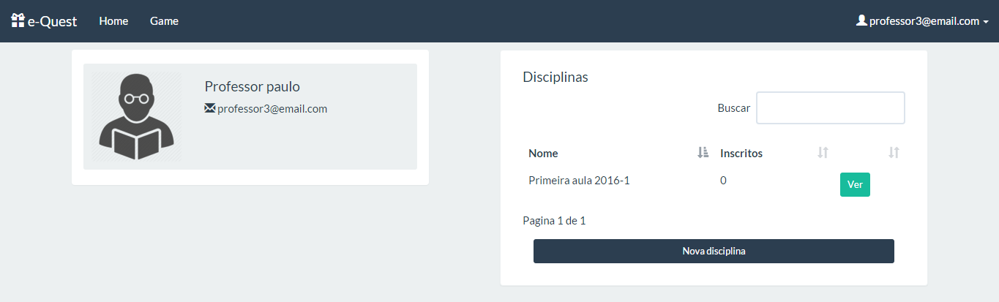 e-Quest Home Game professor3@email.com
Professor paulo
professor3@email.com
Disciplinas
Buscar
Nome Inscritos
Primeira aula 2016-1 0 Ver
Pagina 1 de 1
Nova disciplina